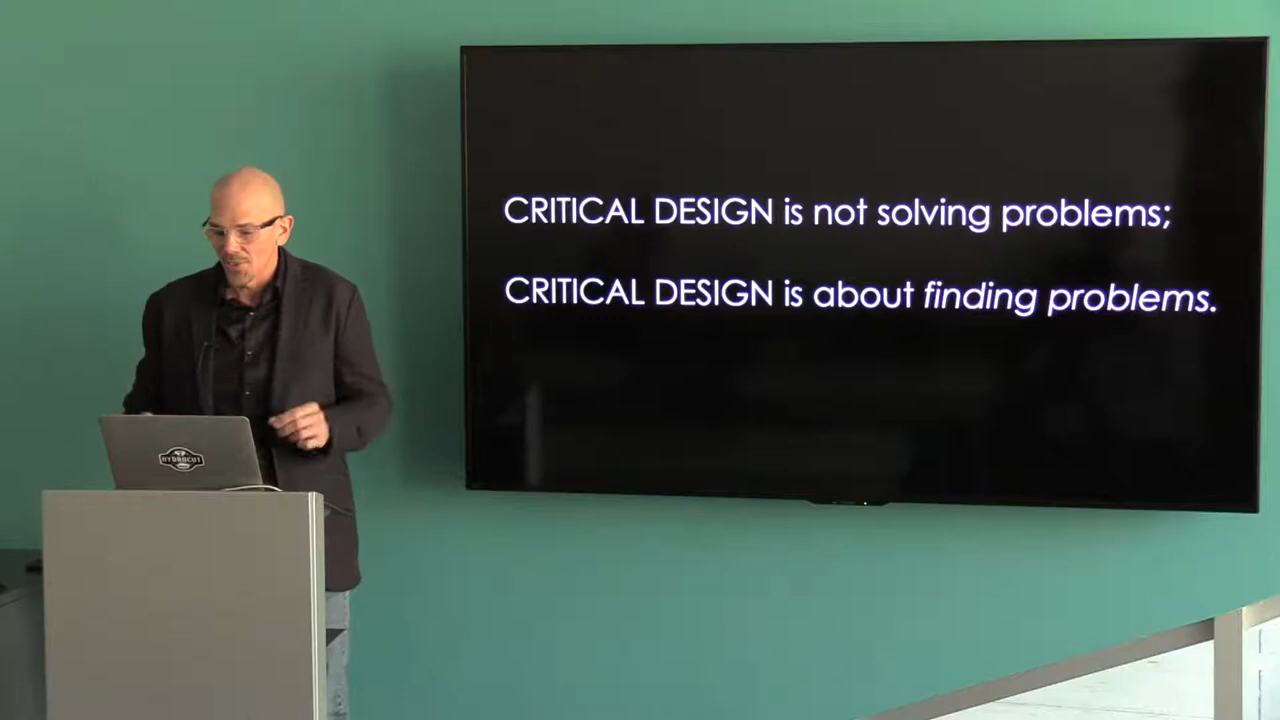 CRITICAL DESIGN is not solving problems;
CRITICAL DESIGN is about finding problems.
HYDROCUT